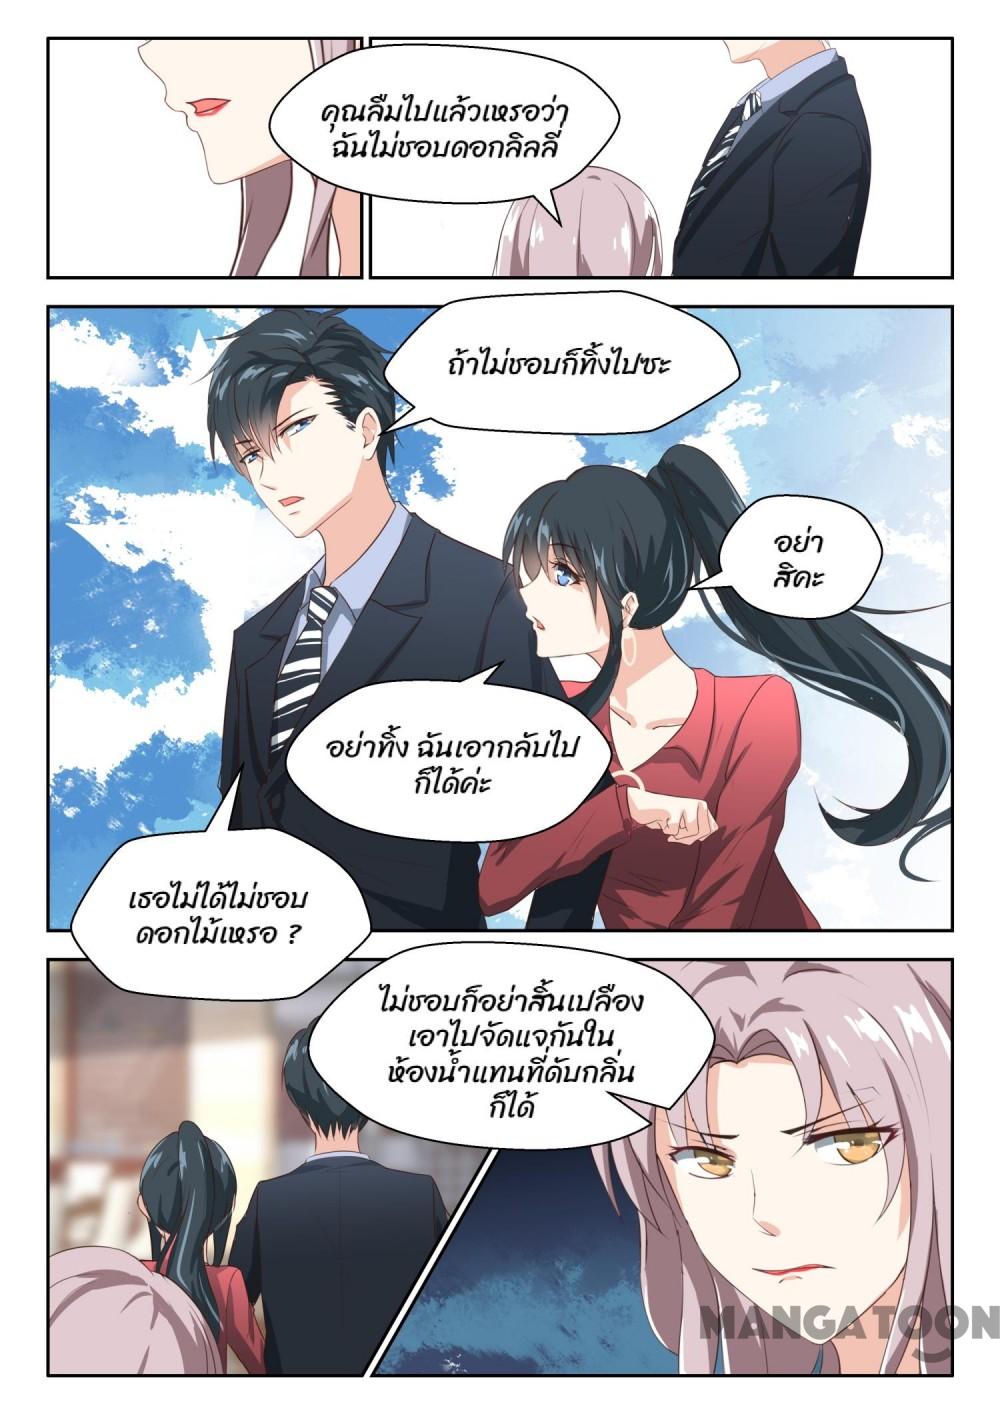 คุณลืมไปแล้วเหรอว่า
ฉันไม่ชอบดอกลิลลี่
ถ้าไม่ชอบก็ทิ้งไปซะ
อย่า
สิคะ
อย่าทิ้ง ฉันเอากลับไป
ก็ได้ค่ะ
เธอไม่ได้ไม่ชอบ
ดอกไม้เหรอ ?
ไม่ชอบก็อย่าสิ้นเปลือง
เอาไปจัดแจกันใน
ห้องน้ำแทนที่ดับกลิ่น
ก็ได้
MANGATOON